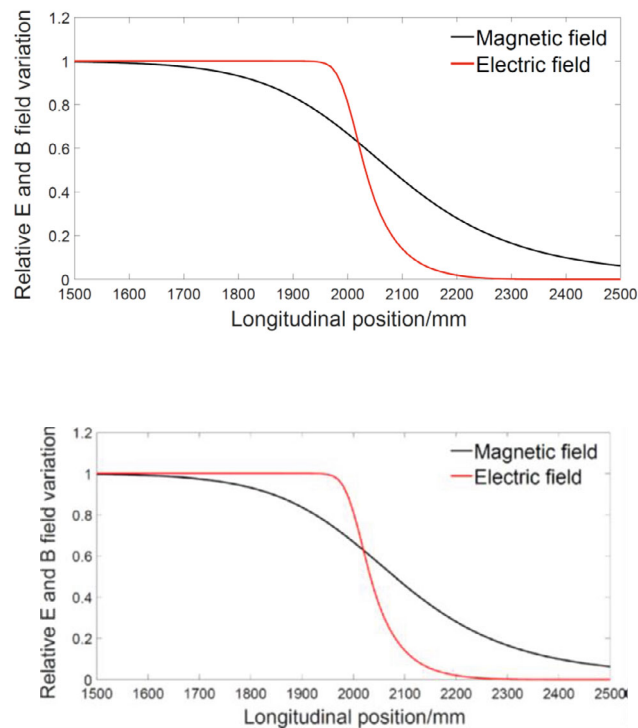 1.2
1
0.8
0.6
0.4
0.2
0
Relative E and B field variation
Magnetic field
Electric field
1500 1600 1700 1800 1900 2000 2100 2200 2300 2400 2500
Longitudinal position/mm
1.2
1
0.8
0.6
0.4
0.2
0
Relative E and B field variation
Magnetic field
Electric field
1500 1600 1700 1800 1900 2000 2100 2200 2300 2400 2500
Longitudinal position/mm